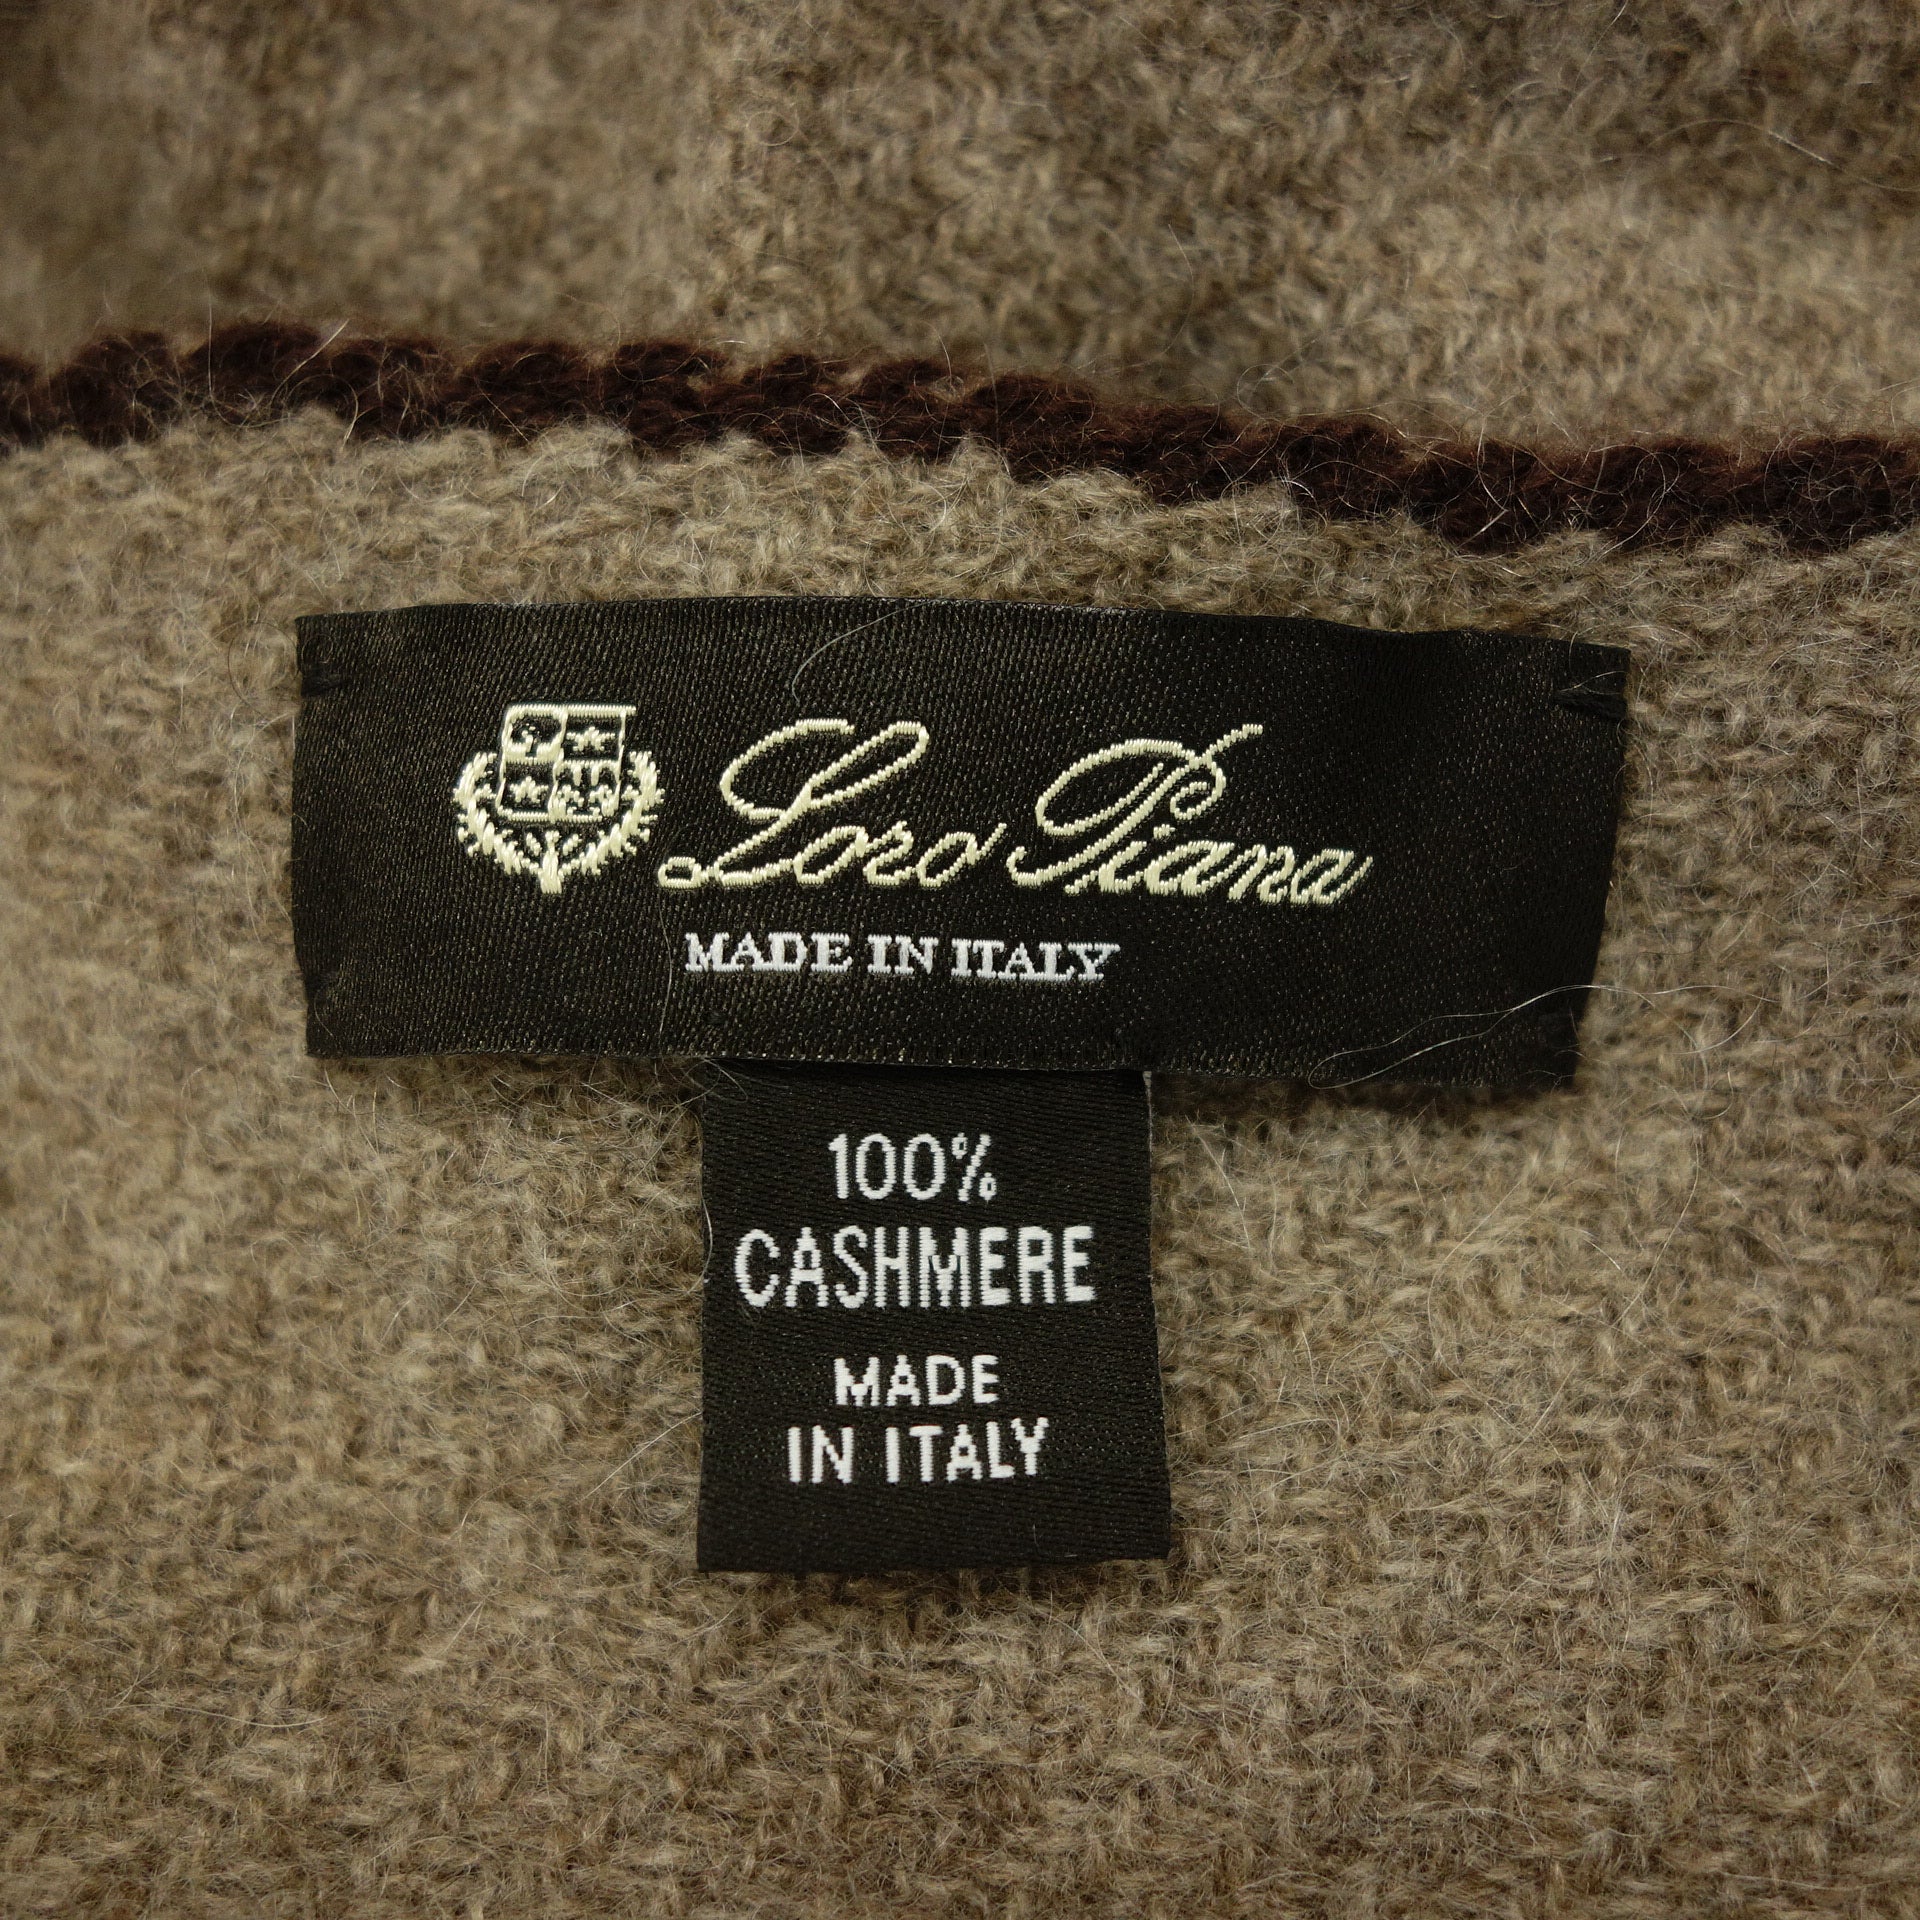 Loro Piana
MADE IN ITALY
100%
CASHMERE
MADE
IN ITALY